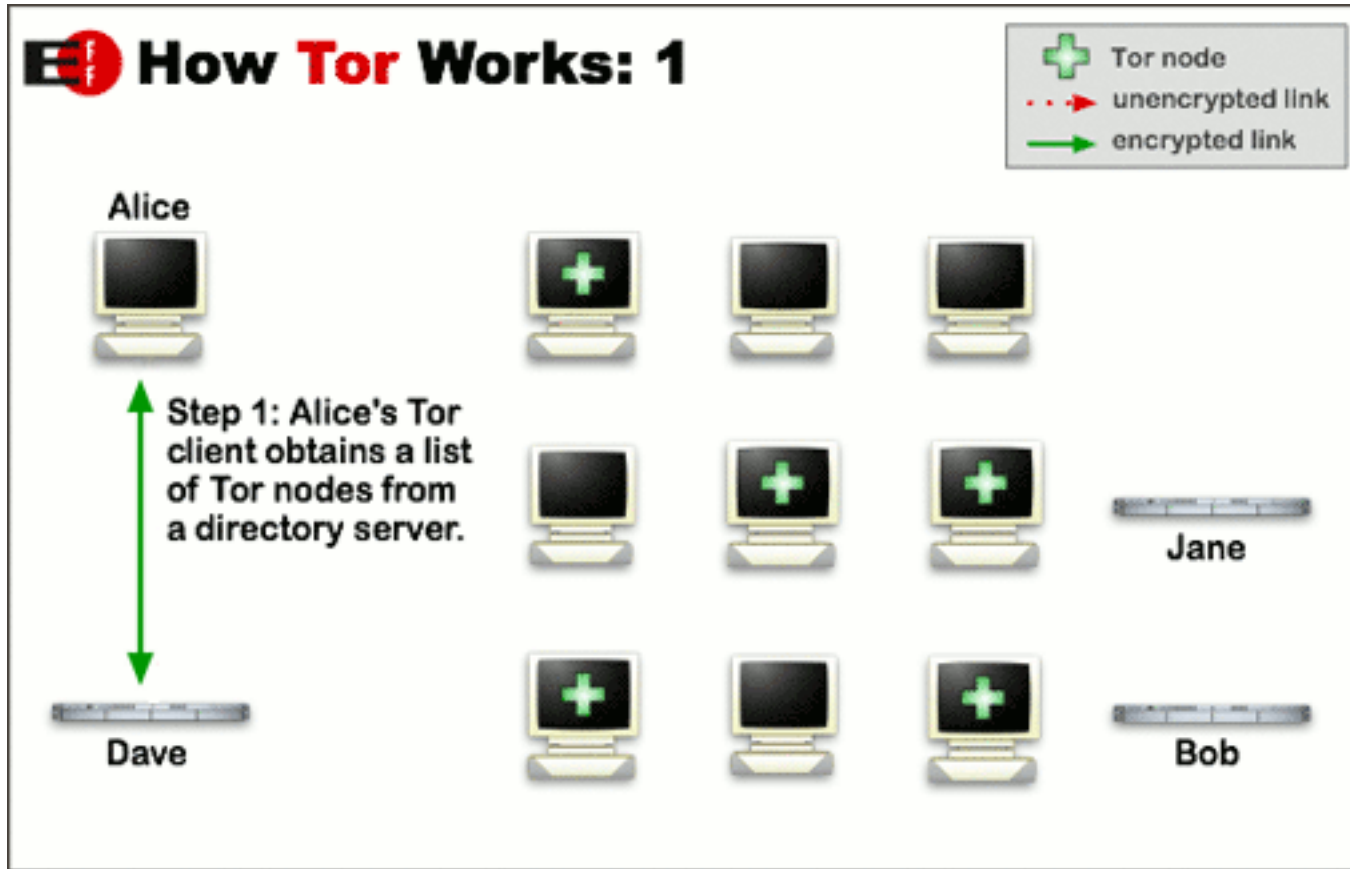 EFF How Tor Works: 1
Tor node
unencrypted link
encrypted link
Alice
Step 1: Alice's Tor
client obtains a list
of Tor nodes from
a directory server.
Jane
Dave
Bob